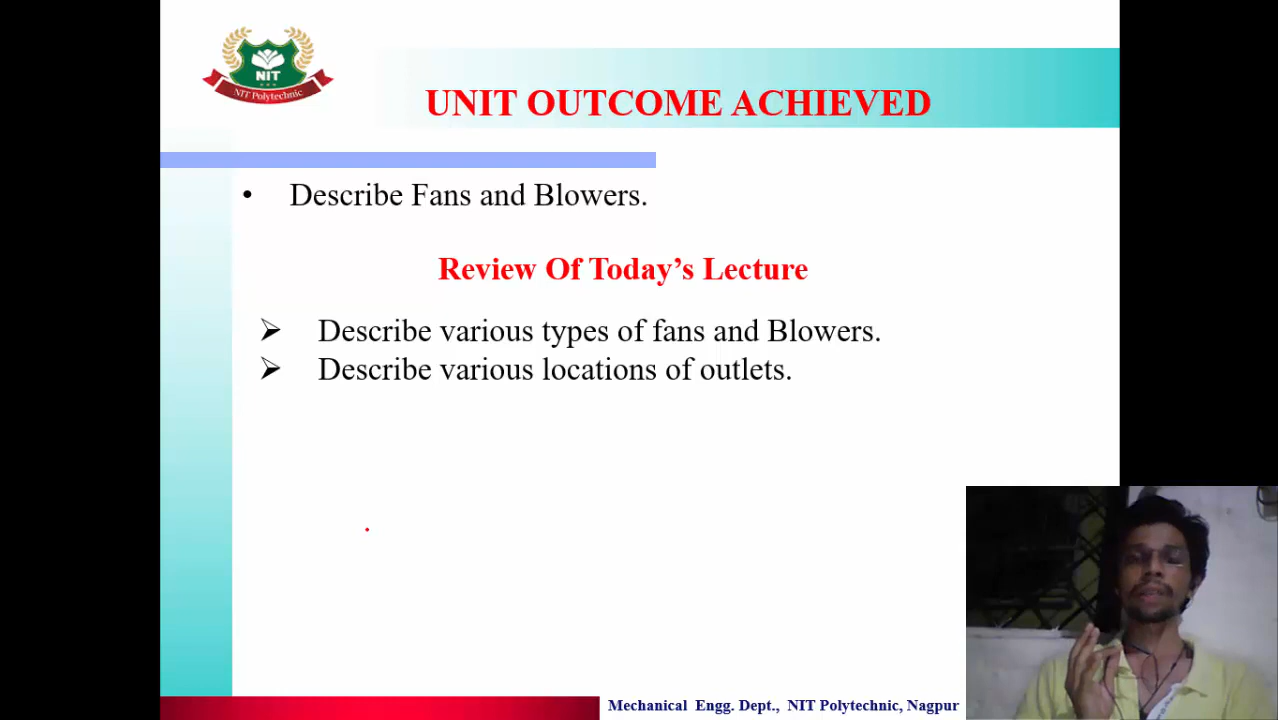 NIT
NIT Polytechnic
UNIT OUTCOME ACHIEVED
• Describe Fans and Blowers.
Review Of Today’s Lecture
➢ Describe various types of fans and Blowers.
➢ Describe various locations of outlets.
Mechanical Engg. Dept., NIT Polytechnic, Nagpur